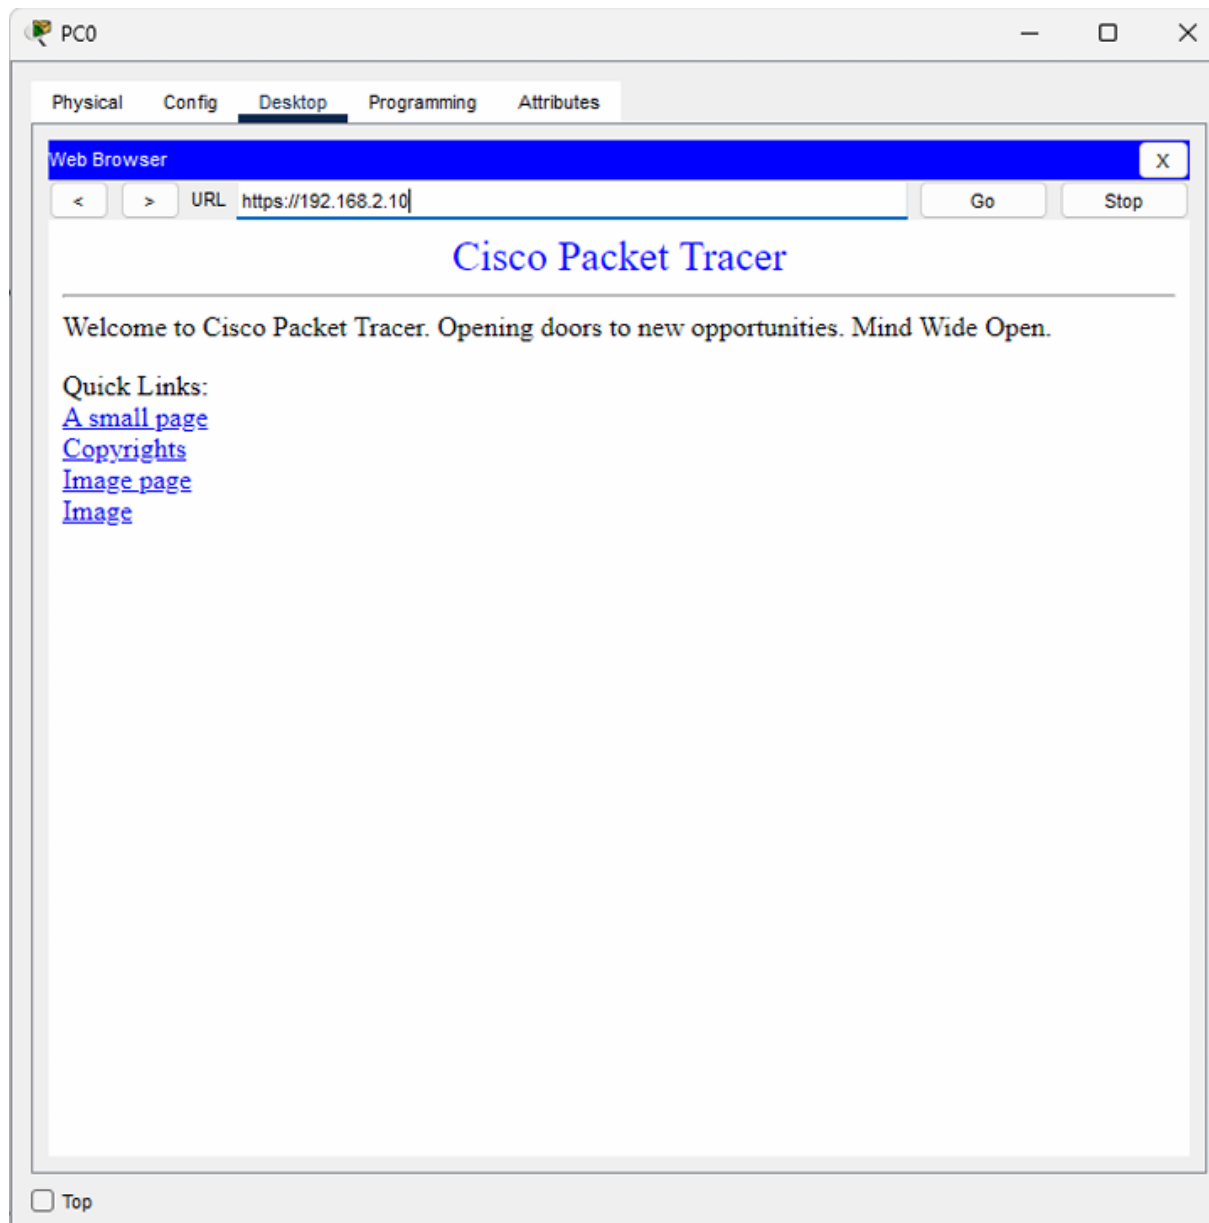 PC0
Physical Config Desktop Programming Attributes
Web Browser X
< > URL https://192.168.2.10 Go Stop
Cisco Packet Tracer
Welcome to Cisco Packet Tracer. Opening doors to new opportunities. Mind Wide Open.
Quick Links:
A small page
Copyrights
Image page
Image
Top